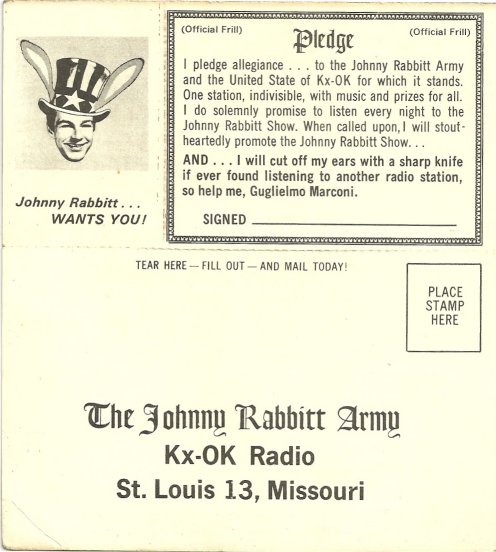 (Official Frill) (Official Frill)
Pledge
I pledge allegiance . . . to the Johnny Rabbitt Army
and the United State of Kx-OK for which it stands.
One station, indivisible, with music and prizes for all.
I do solemnly promise to listen every night to the
Johnny Rabbitt Show. When called upon, I will stout-
heartedly promote the Johnny Rabbitt Show. . .
AND . . . I will cut off my ears with a sharp knife
if ever found listening to another radio station,
so help me, Guglielmo Marconi.
SIGNED
Johnny Rabbitt . . .
WANTS YOU!
TEAR HERE — FILL OUT — AND MAIL TODAY!
PLACE
STAMP
HERE
The Johnny Rabbitt Army
Kx-OK Radio
St. Louis 13, Missouri